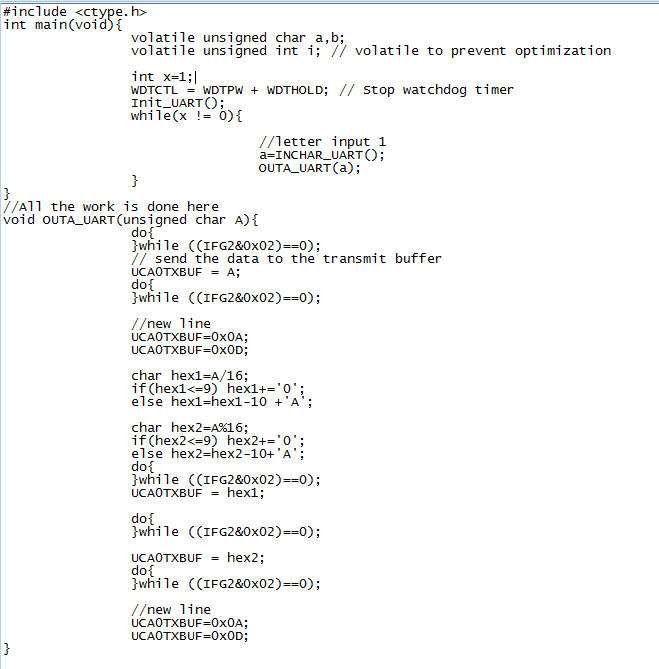 #include <ctype.h>
int main(void){
volatile unsigned char a,b;
volatile unsigned int i; // volatile to prevent optimization
int x=1;
WDTCTL = WDTPW + WDTHOLD; // Stop watchdog timer
Init_UART();
while(x != 0){
//letter input 1
a=INCHAR_UART();
OUTA_UART(a);
}
}
//All the work is done here
void OUTA_UART(unsigned char A){
do{
}while ((IFG2&0x02)==0);
// send the data to the transmit buffer
UCA0TXBUF = A;
do{
}while ((IFG2&0x02)==0);
//new line
UCA0TXBUF=0x0A;
UCA0TXBUF=0x0D;
char hex1=A/16;
if(hex1<=9) hex1+='0';
else hex1=hex1-10 +'A';
char hex2=A%16;
if(hex2<=9) hex2+='0';
else hex2=hex2-10+'A';
do{
}while ((IFG2&0x02)==0);
UCA0TXBUF = hex1;
do{
}while ((IFG2&0x02)==0);
UCA0TXBUF = hex2;
do{
}while ((IFG2&0x02)==0);
//new line
UCA0TXBUF=0x0A;
UCA0TXBUF=0x0D;
}